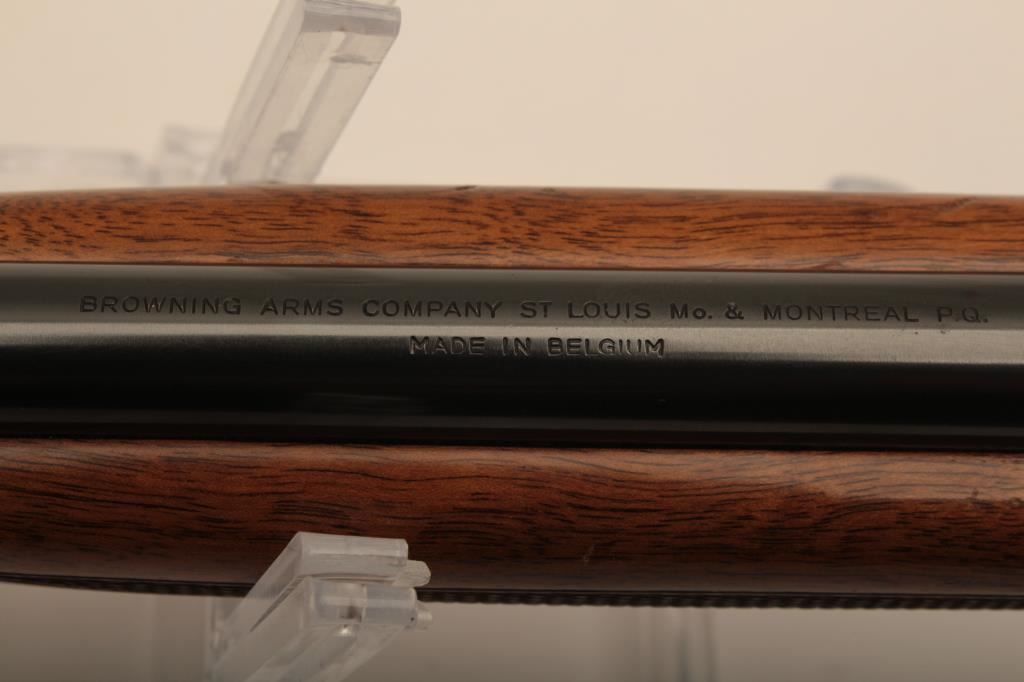 BROWNING ARMS COMPANY ST LOUIS Mo. & MONTREAL P.Q.
MADE IN BELGIUM